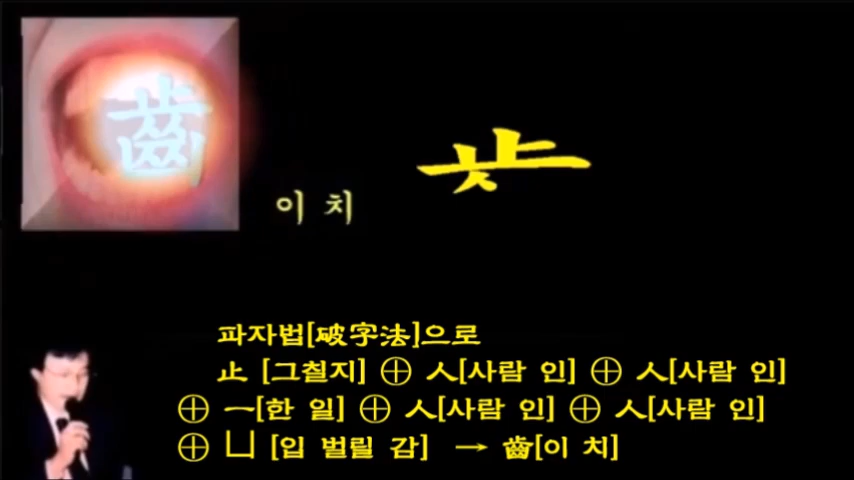 齒
이 치
파자법[破字法]으로
止 [그칠지] ⊕ 人[사람 인] ⊕ 人[사람 인]
⊕ 一[한 일] ⊕ 人[사람 인] ⊕ 人[사람 인]
⊕ 凵 [입 벌릴 감] → 齒[이 치]